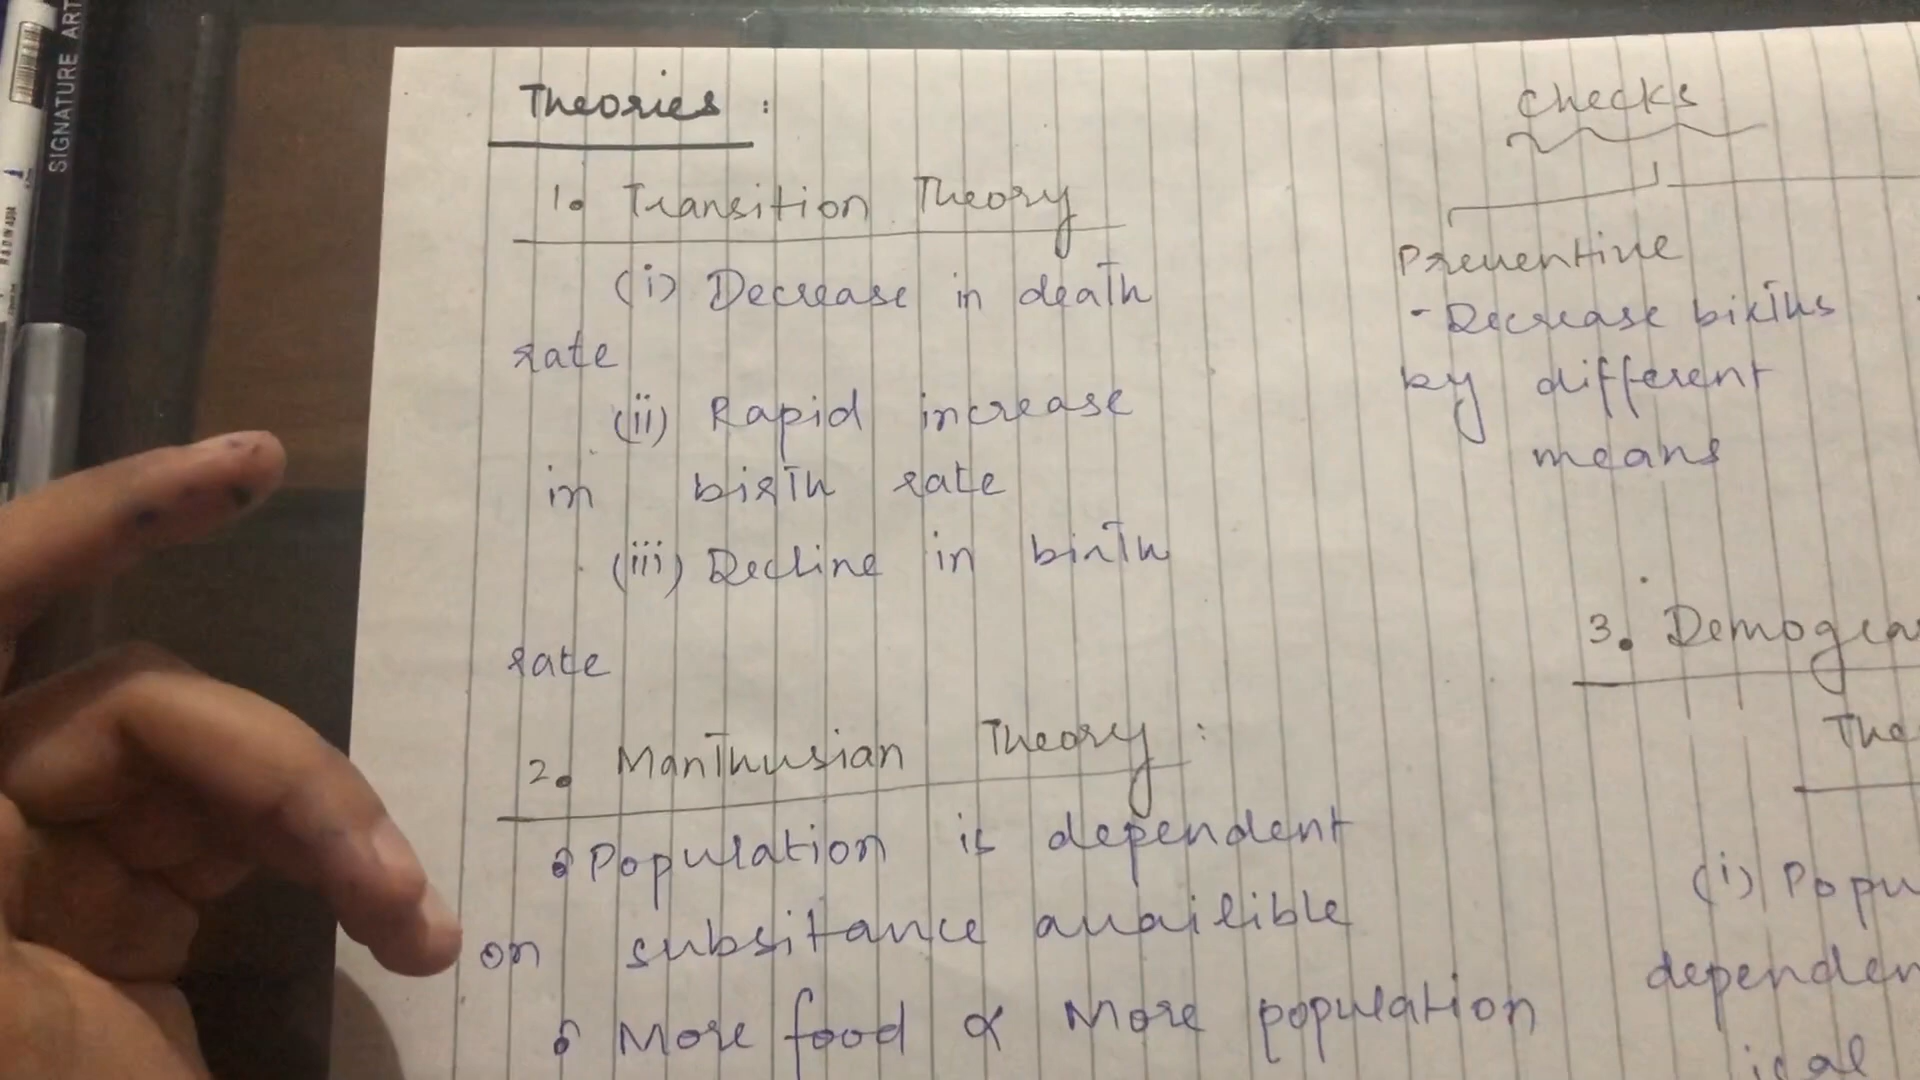 SIGNATURE ART
Theories :
1. Transition Theory
(i) Decrease in death
rate
(ii) Rapid increase
in birth rate
(iii) Decline in birth
rate
2. Manthusian Theory :
Population is dependent
on subsitance availible
More food ∝ More population
Checks
Preventive
- Decrease births
by different
means
3. Demogra
The
(i) Popu
dependen
ical